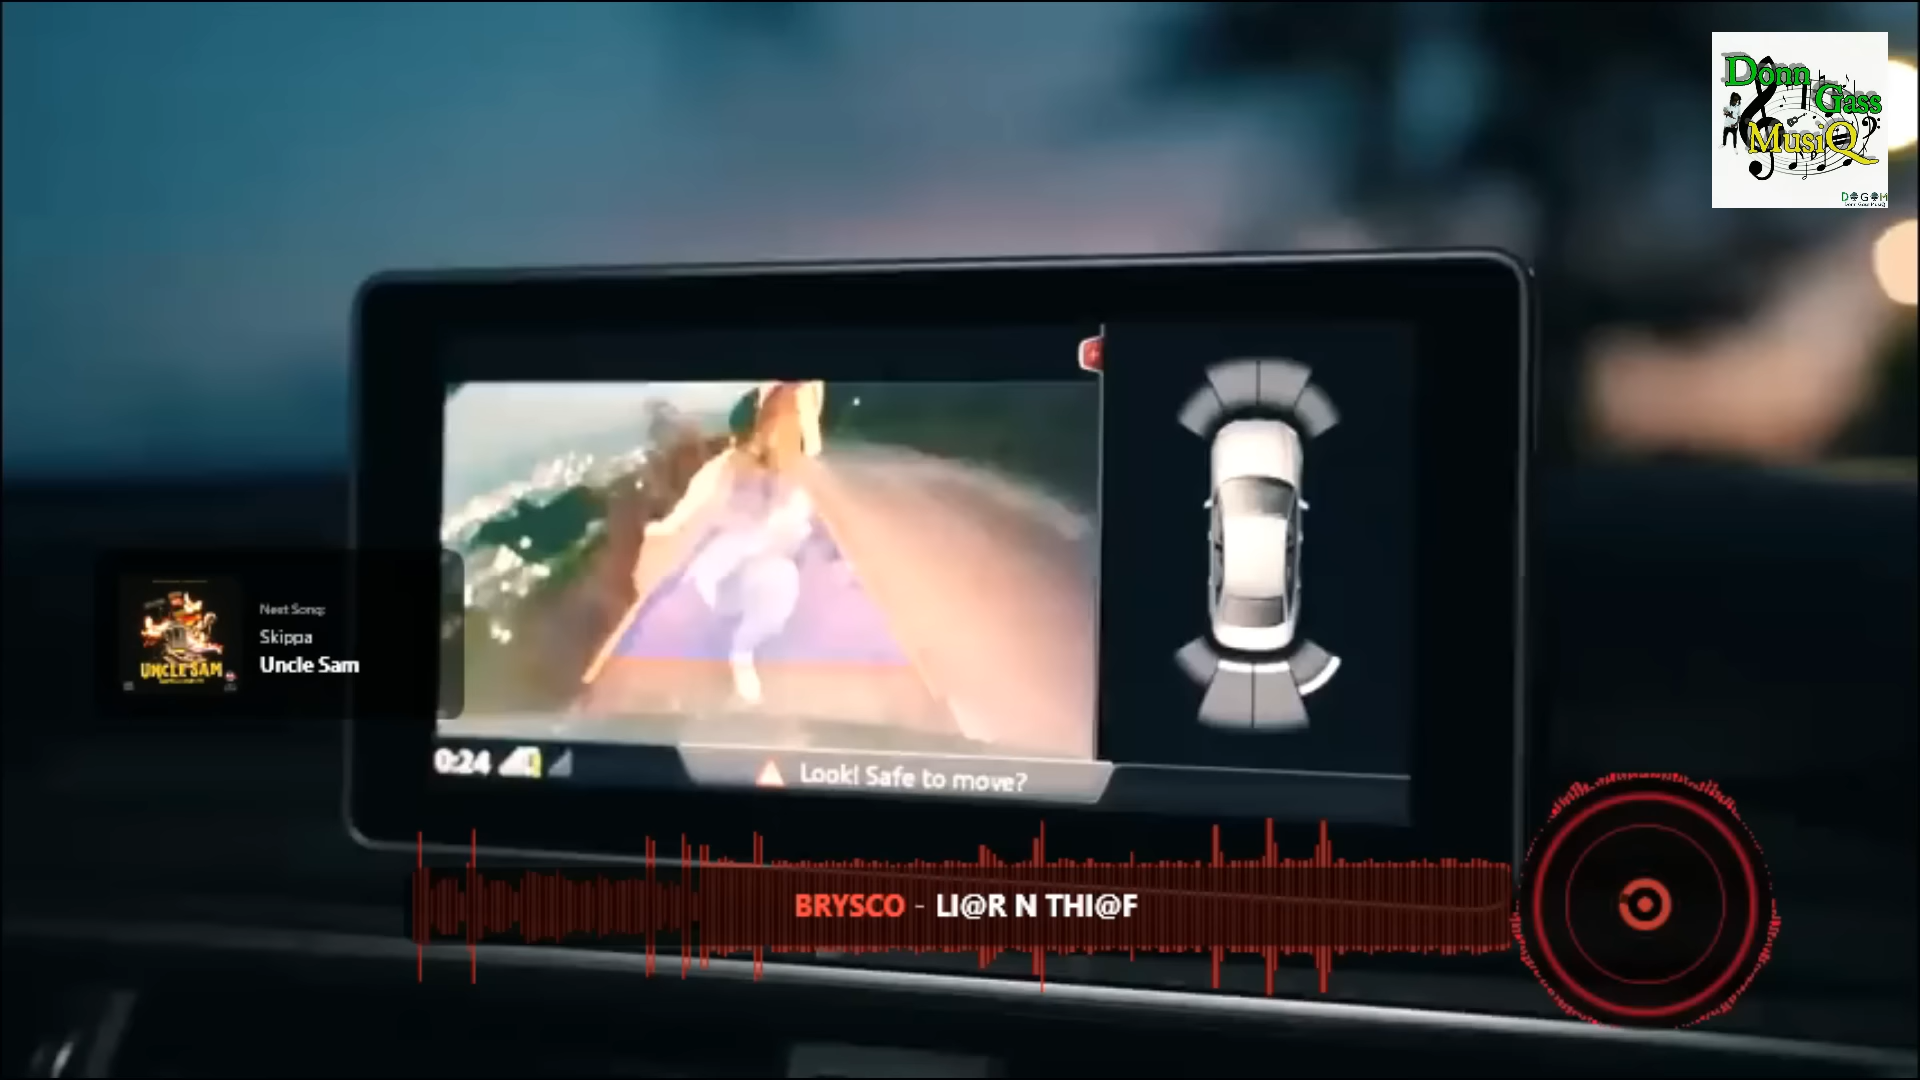 Donn
Gass
MusiQ
DOGOM
Next Song:
Skippa
Uncle Sam
UNCLE SAM
0:24
Look! Safe to move?
BRYSCO - LI@R N THI@F